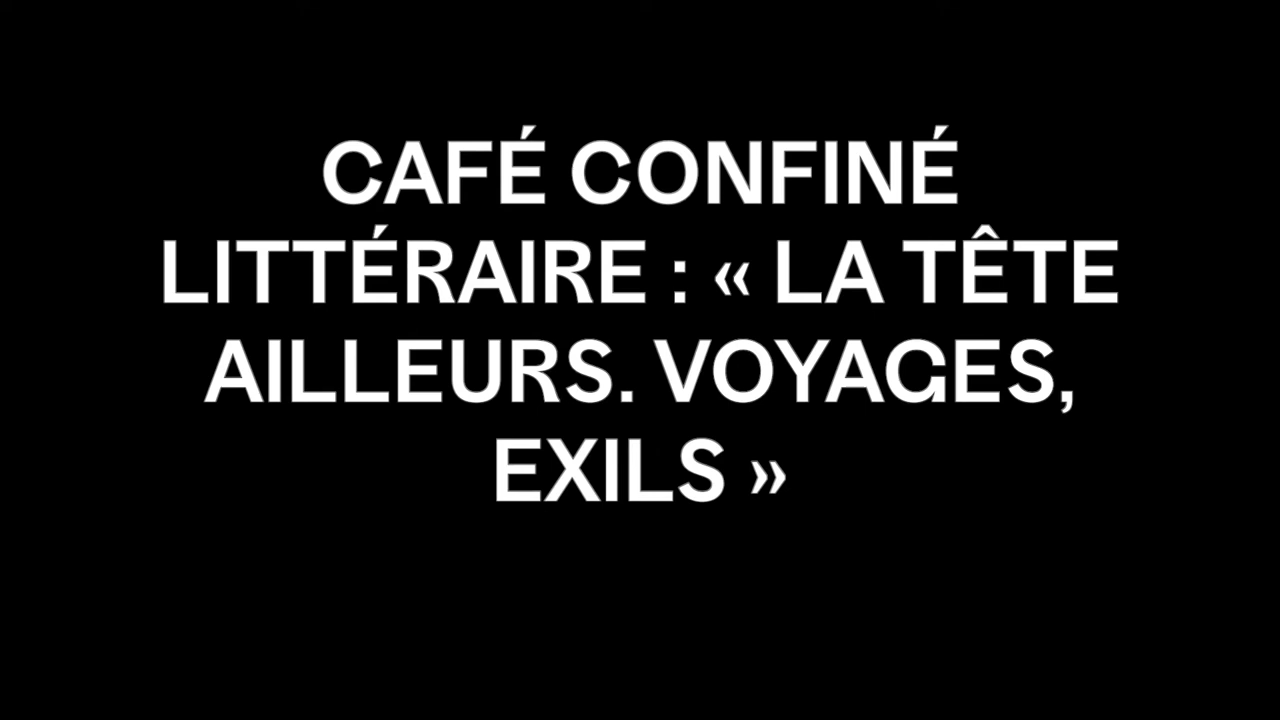 CAFÉ CONFINÉ
LITTÉRAIRE : « LA TÊTE
AILLEURS. VOYAGES,
EXILS »